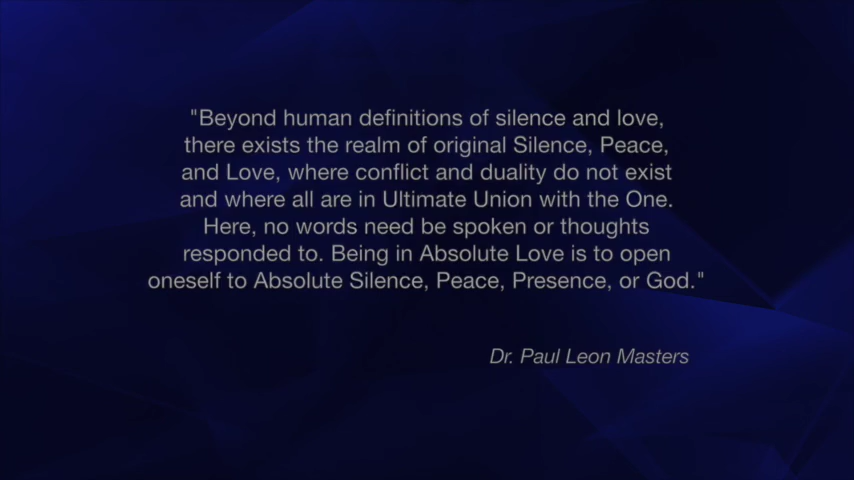 "Beyond human definitions of silence and love,
there exists the realm of original Silence, Peace,
and Love, where conflict and duality do not exist
and where all are in Ultimate Union with the One.
Here, no words need be spoken or thoughts
responded to. Being in Absolute Love is to open
oneself to Absolute Silence, Peace, Presence, or God."
Dr. Paul Leon Masters